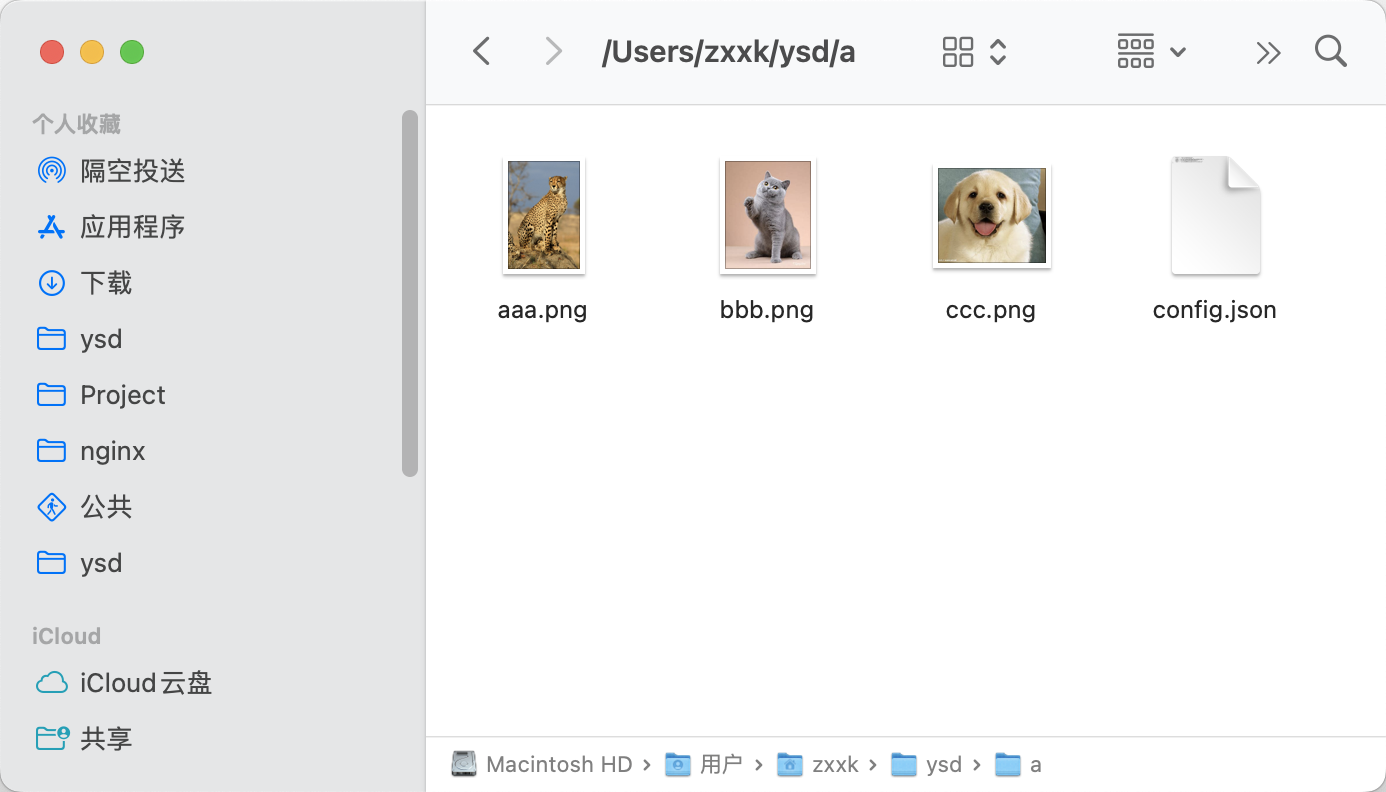 /Users/zxxk/ysd/a
个人收藏
隔空投送
应用程序
下载
ysd
Project
nginx
公共
ysd
iCloud
iCloud云盘
共享
aaa.png
bbb.png
ccc.png
config.json
Macintosh HD › 用户 › zxxk › ysd › a